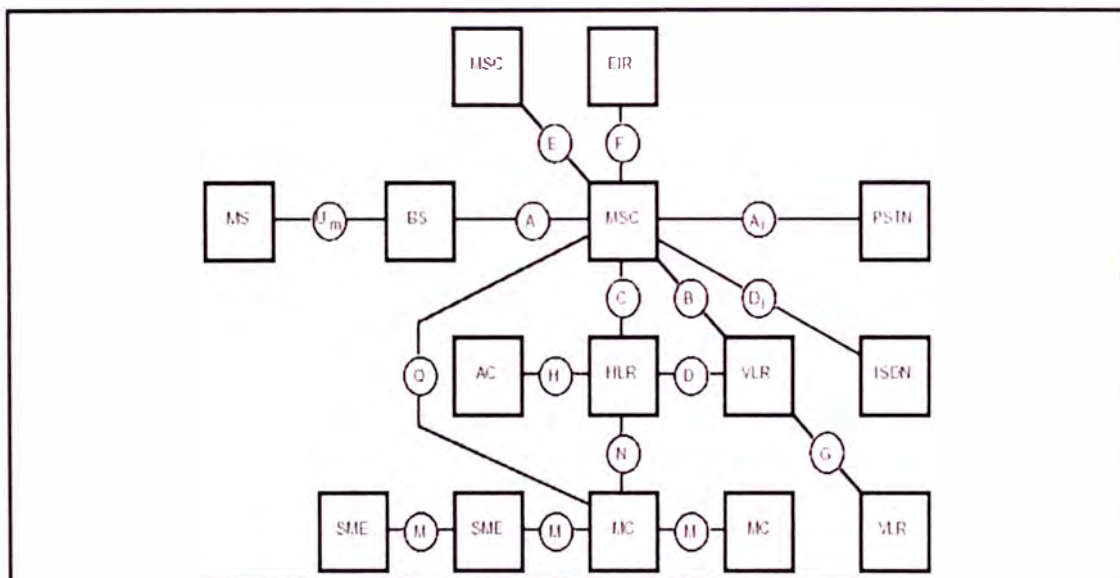 MSC EIR
E F
MS Um BS A MSC Ai PSTN
C B Di
AC H HLR D VLR ISDN
Q
N G
SME M SME M MC M MC VLR